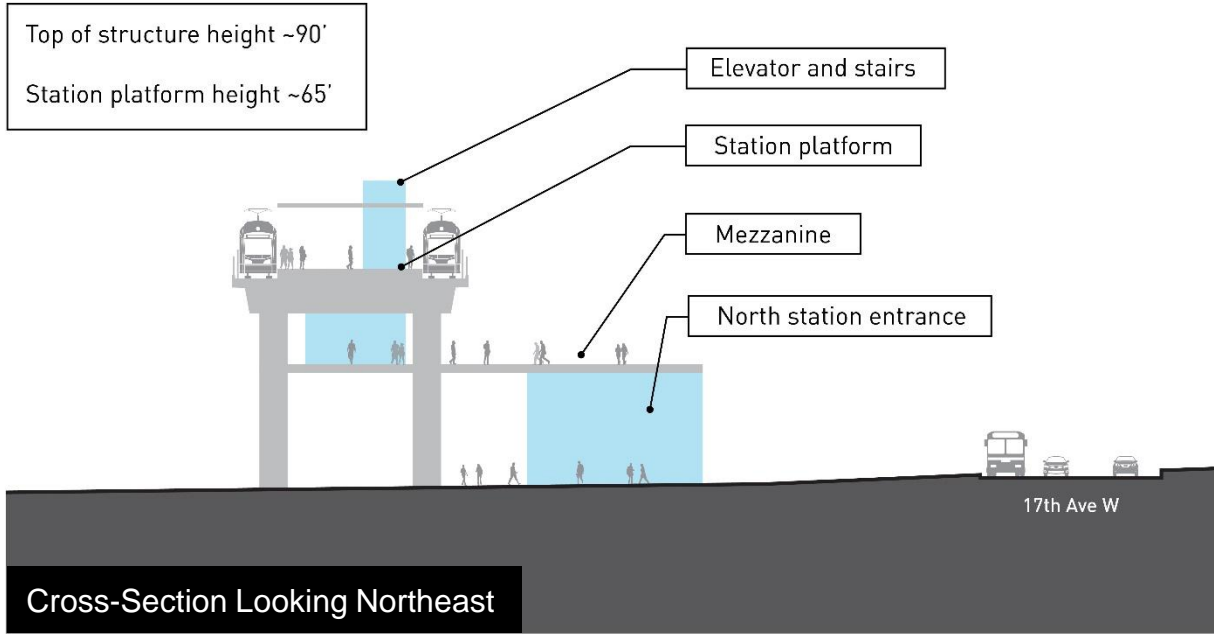 Top of structure height ~90’
Station platform height ~65’
Elevator and stairs
Station platform
Mezzanine
North station entrance
17th Ave W
Cross-Section Looking Northeast